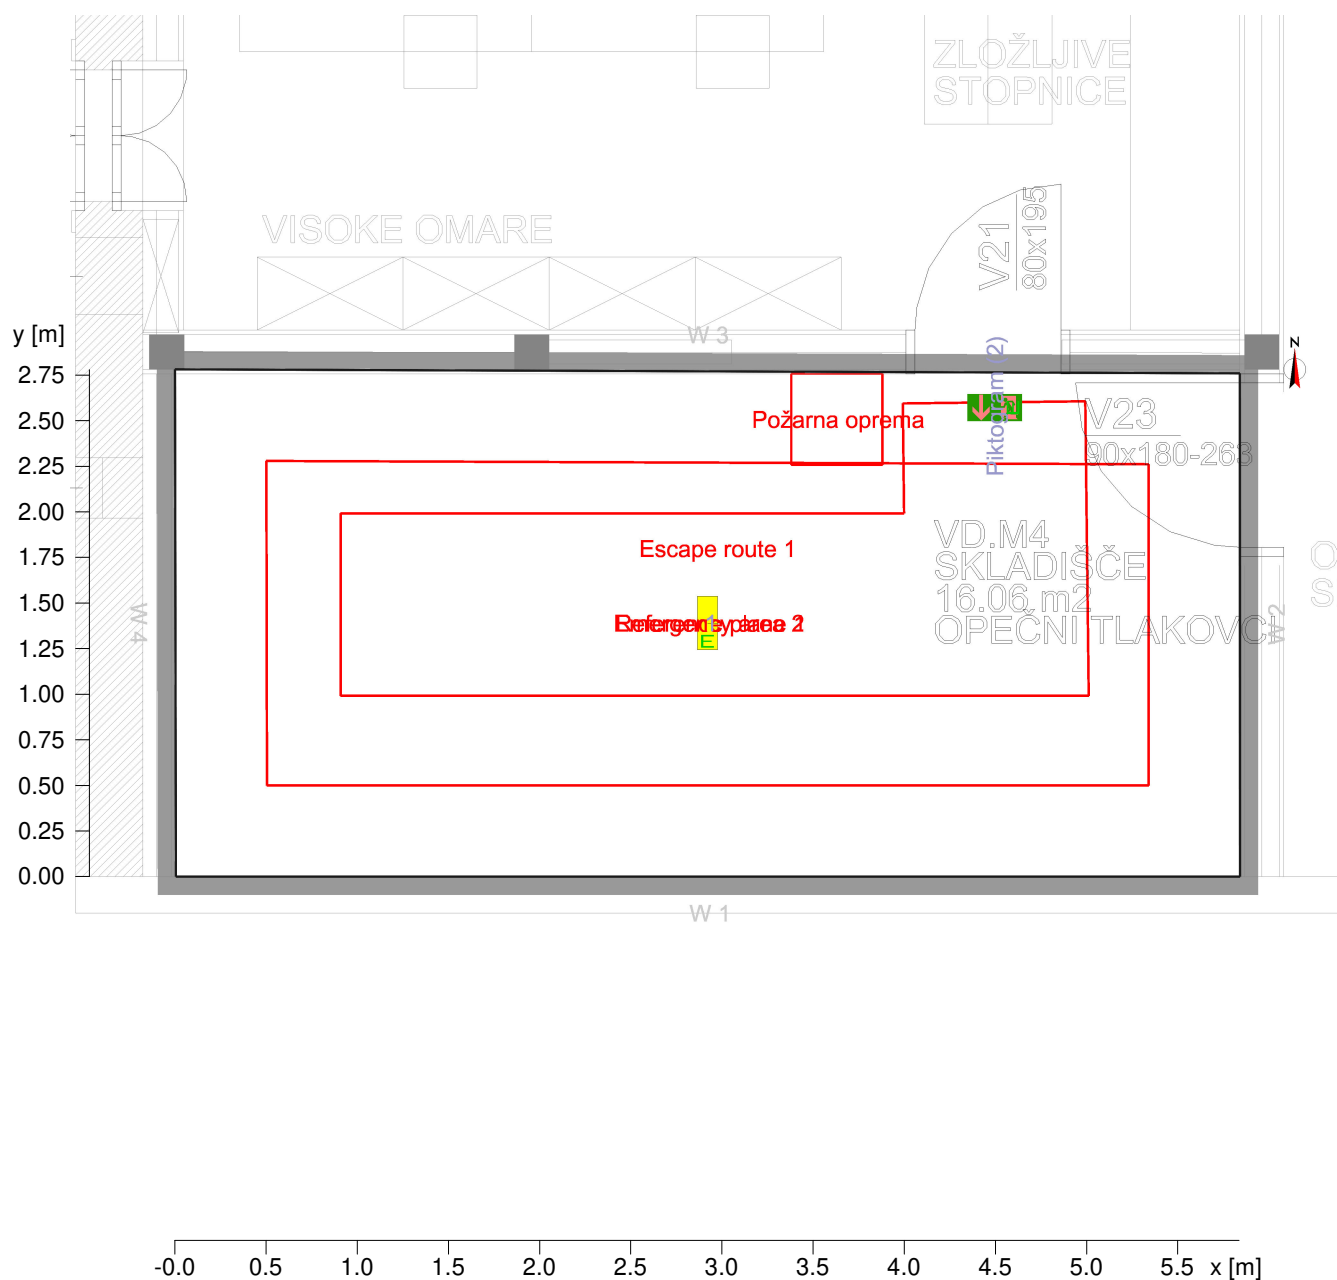 ZLOŽLJIVE
STOPNICE
VISOKE OMARE
V21
80x195
y [m]
W 3
N
Piktogram (2)
2.75
2.50
2.25
2.00
1.75
1.50
1.25
1.00
0.75
0.50
0.25
0.00
Požarna oprema
V23
90x180-263
Escape route 1
VD.M4
SKLADIŠČE
16.06 m2
OPEČNI TLAKOVCI
E
W 4
W 2
O
S
W 1
-0.0 0.5 1.0 1.5 2.0 2.5 3.0 3.5 4.0 4.5 5.0 5.5 x [m]